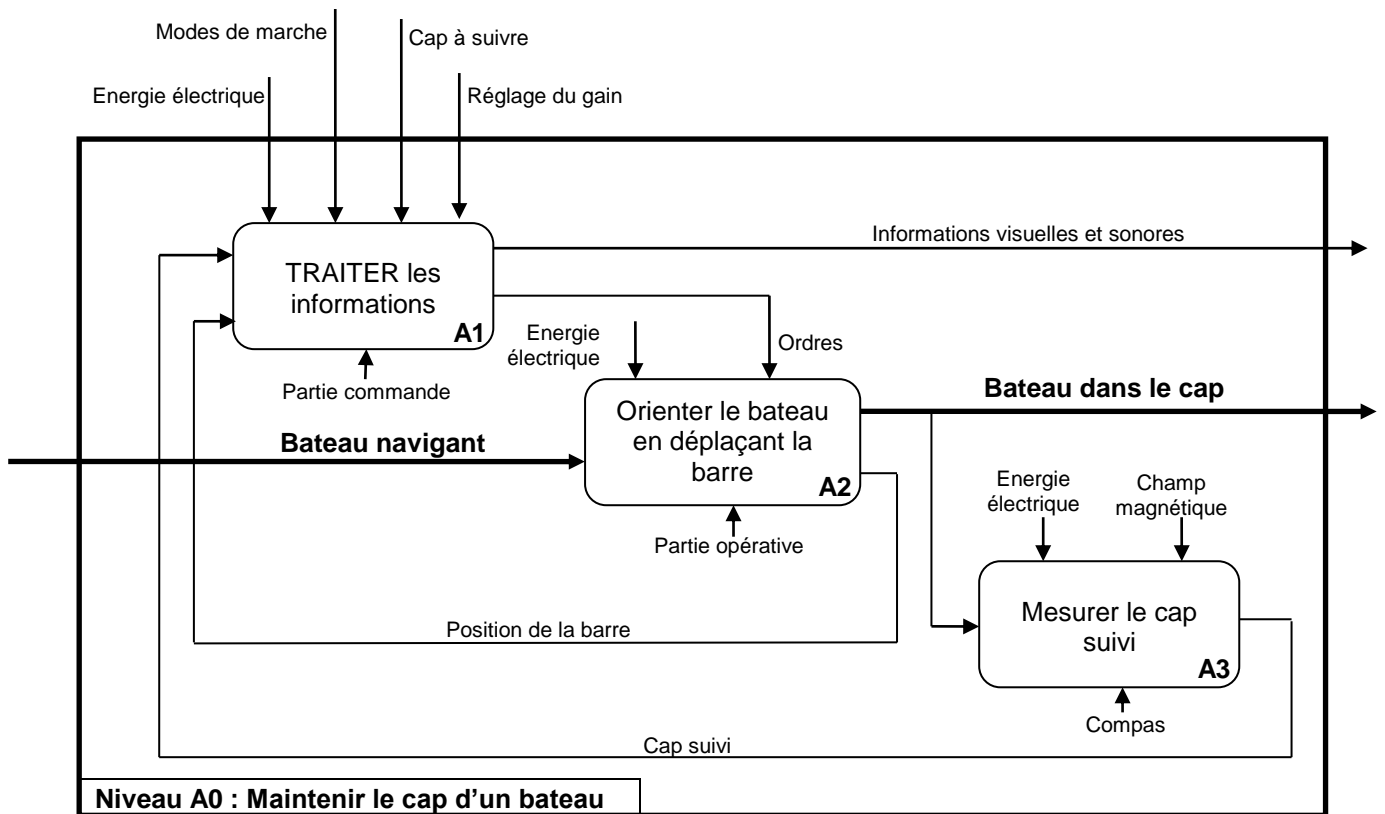 Modes de marche
Cap à suivre
Energie électrique
Réglage du gain
Informations visuelles et sonores
TRAITER les
informations
A1
Energie
électrique
Ordres
Partie commande
Bateau dans le cap
Orienter le bateau
en déplaçant la
barre
A2
Bateau navigant
Energie
électrique
Champ
magnétique
Partie opérative
Mesurer le cap
suivi
A3
Position de la barre
Compas
Cap suivi
Niveau A0 : Maintenir le cap d’un bateau